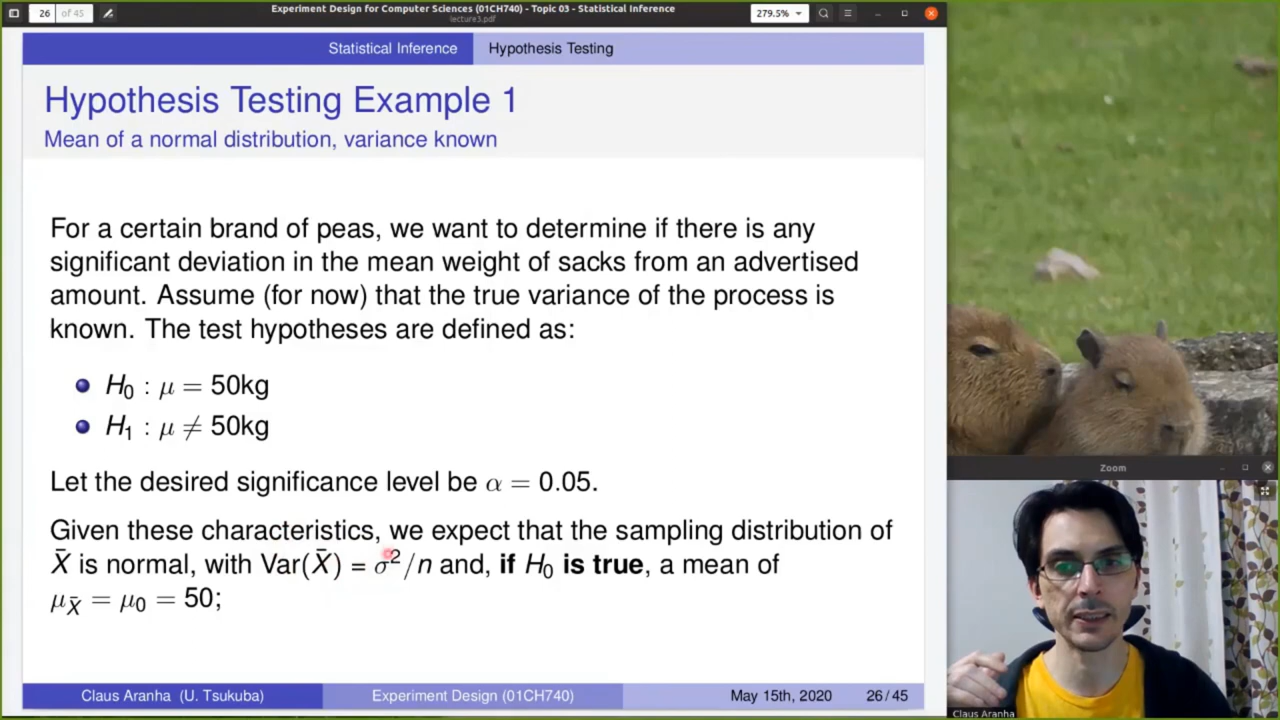 26 of 45
Experiment Design for Computer Sciences (01CH740) - Topic 03 - Statistical Inference
lecture3.pdf
279.5%
Statistical Inference Hypothesis Testing
Hypothesis Testing Example 1
Mean of a normal distribution, variance known
For a certain brand of peas, we want to determine if there is any
significant deviation in the mean weight of sacks from an advertised
amount. Assume (for now) that the true variance of the process is
known. The test hypotheses are defined as:
H₀ : μ = 50kg
H₁ : μ ≠ 50kg
Let the desired significance level be α = 0.05.
Given these characteristics, we expect that the sampling distribution of
X̄ is normal, with Var(X̄) = σ²/n and, if H₀ is true, a mean of
μ_X̄ = μ₀ = 50;
Claus Aranha (U. Tsukuba) Experiment Design (01CH740) May 15th, 2020 26/45
Zoom
Claus Aranha